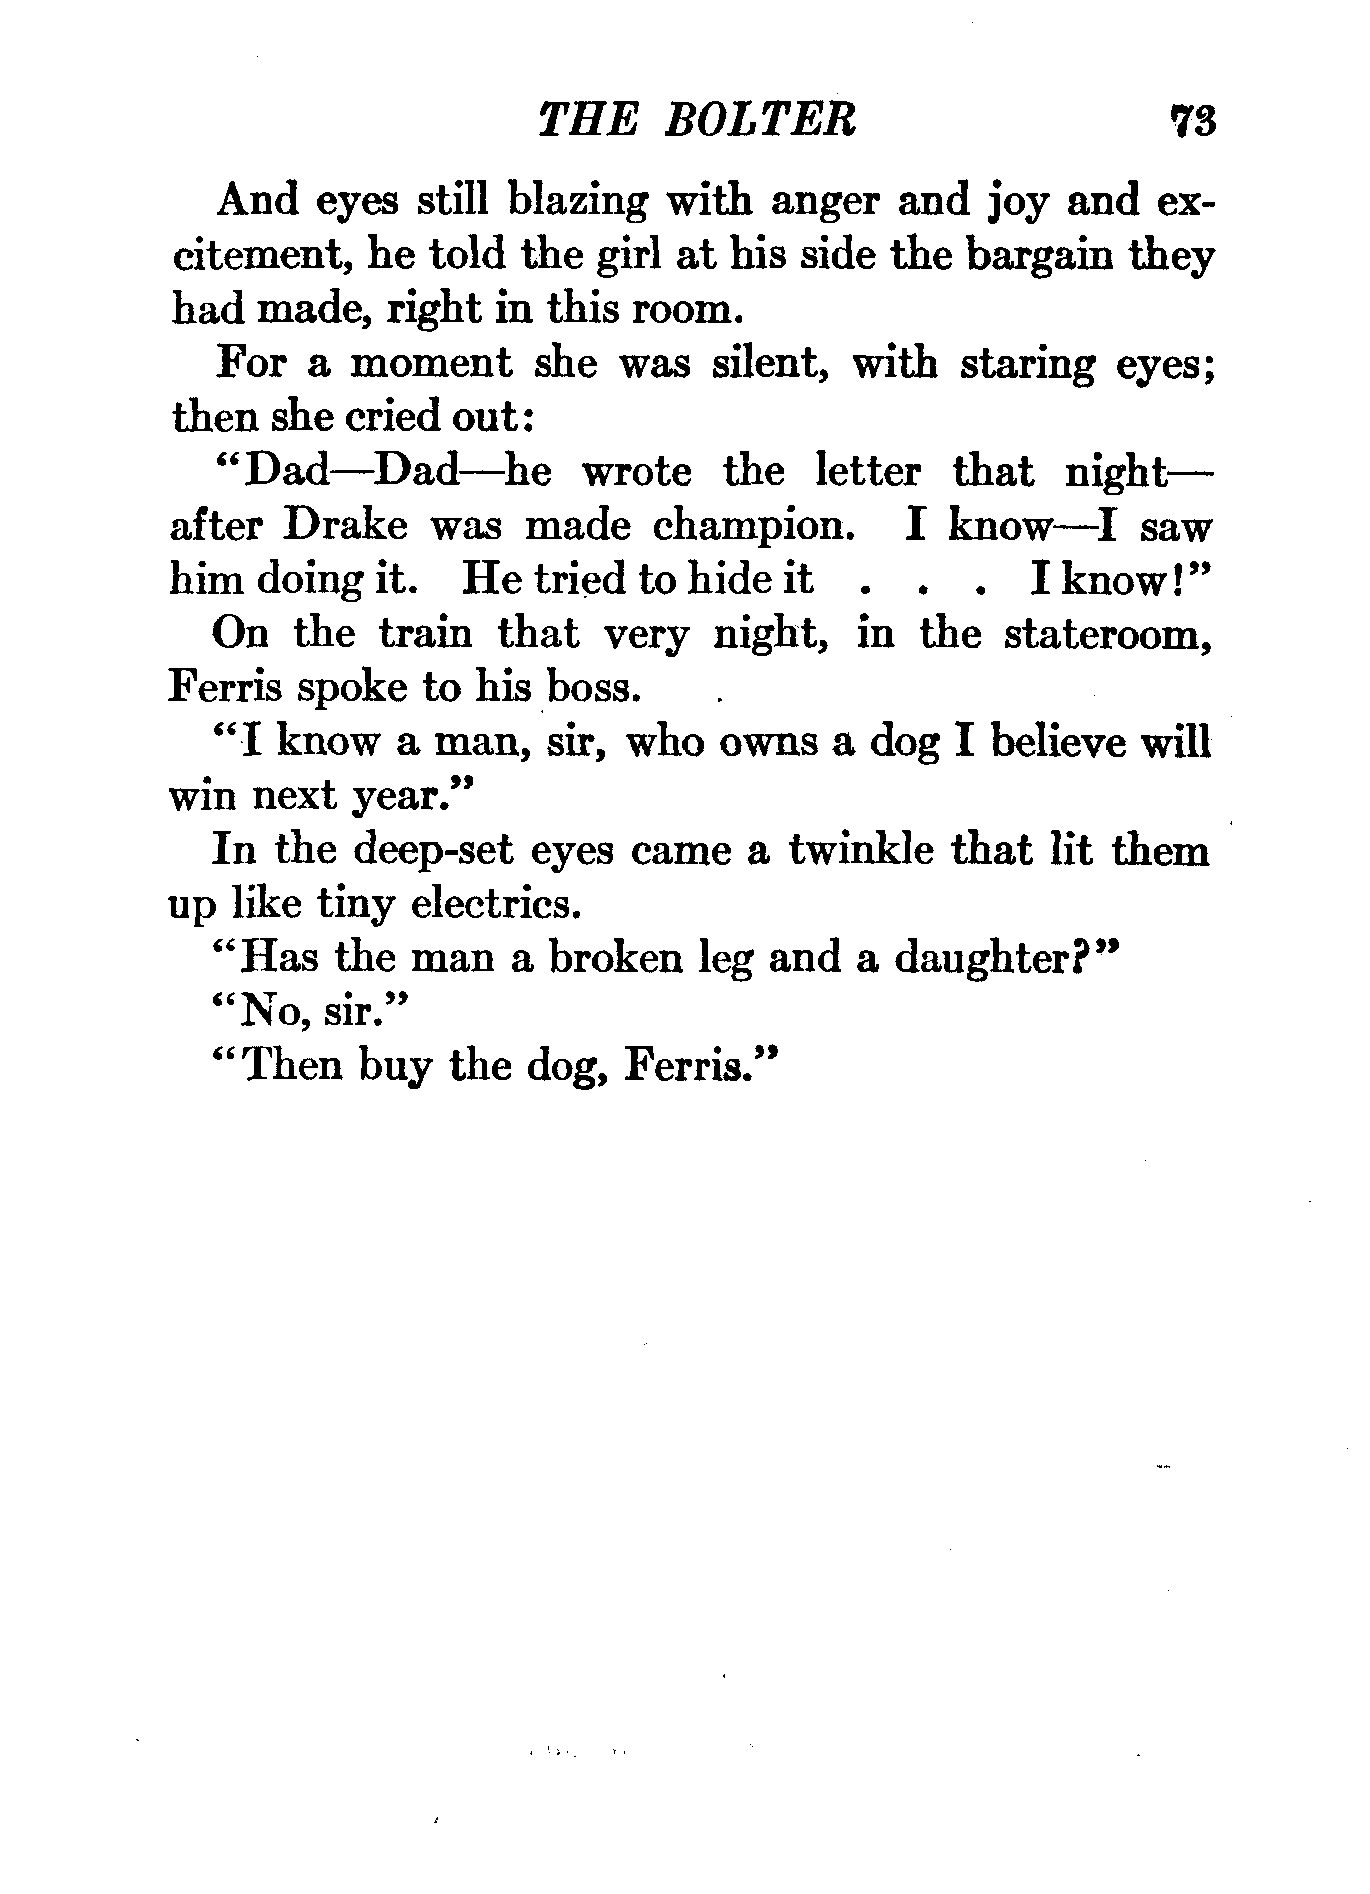 THE BOLTER 73
And eyes still blazing with anger and joy and ex-
citement, he told the girl at his side the bargain they
had made, right in this room.
For a moment she was silent, with staring eyes;
then she cried out:
“Dad—Dad—he wrote the letter that night—
after Drake was made champion. I know—I saw
him doing it. He tried to hide it . . . I know!”
On the train that very night, in the stateroom,
Ferris spoke to his boss.
“I know a man, sir, who owns a dog I believe will
win next year.”
In the deep-set eyes came a twinkle that lit them
up like tiny electrics.
“Has the man a broken leg and a daughter?”
“No, sir.”
“Then buy the dog, Ferris.”